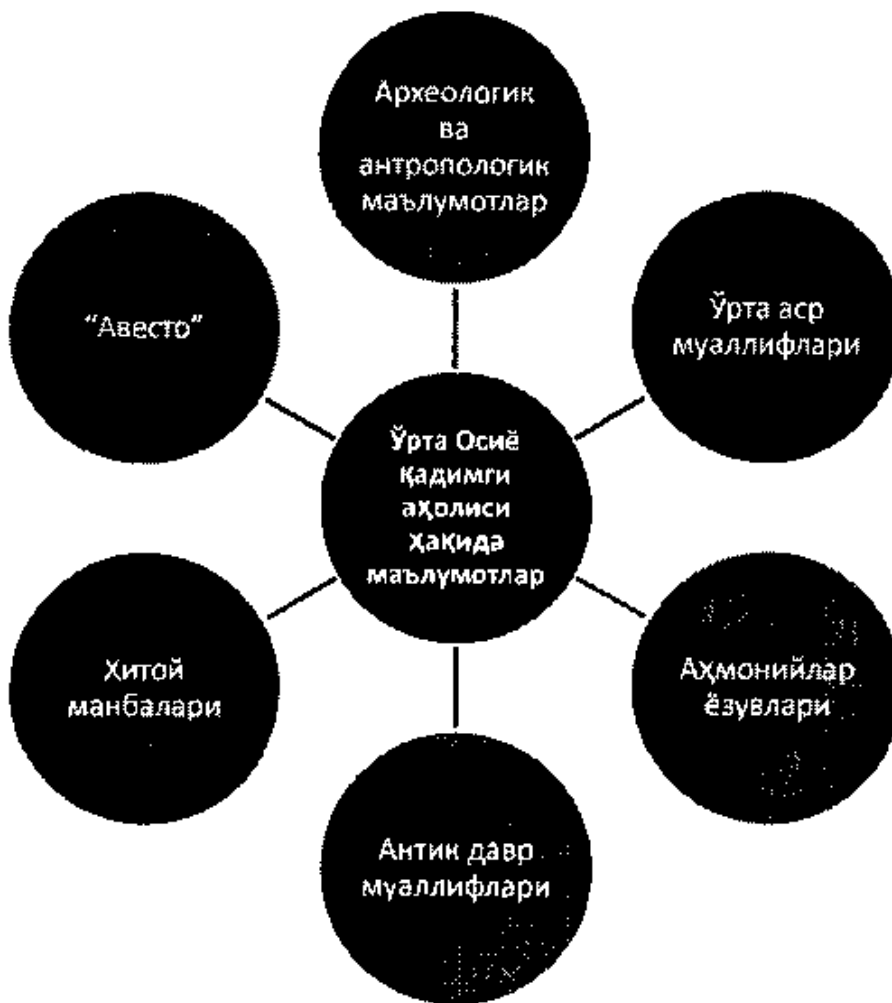 Археологик
ва
антропологик
маълумотлар
"Авесто"
Ўрта аср
муаллифлари
Ўрта Осиё
қадимги
аҳолиси
ҳақида
маълумотлар
Хитой
манбалари
Аҳмонийлар
ёзувлари
Антик давр
муаллифлари